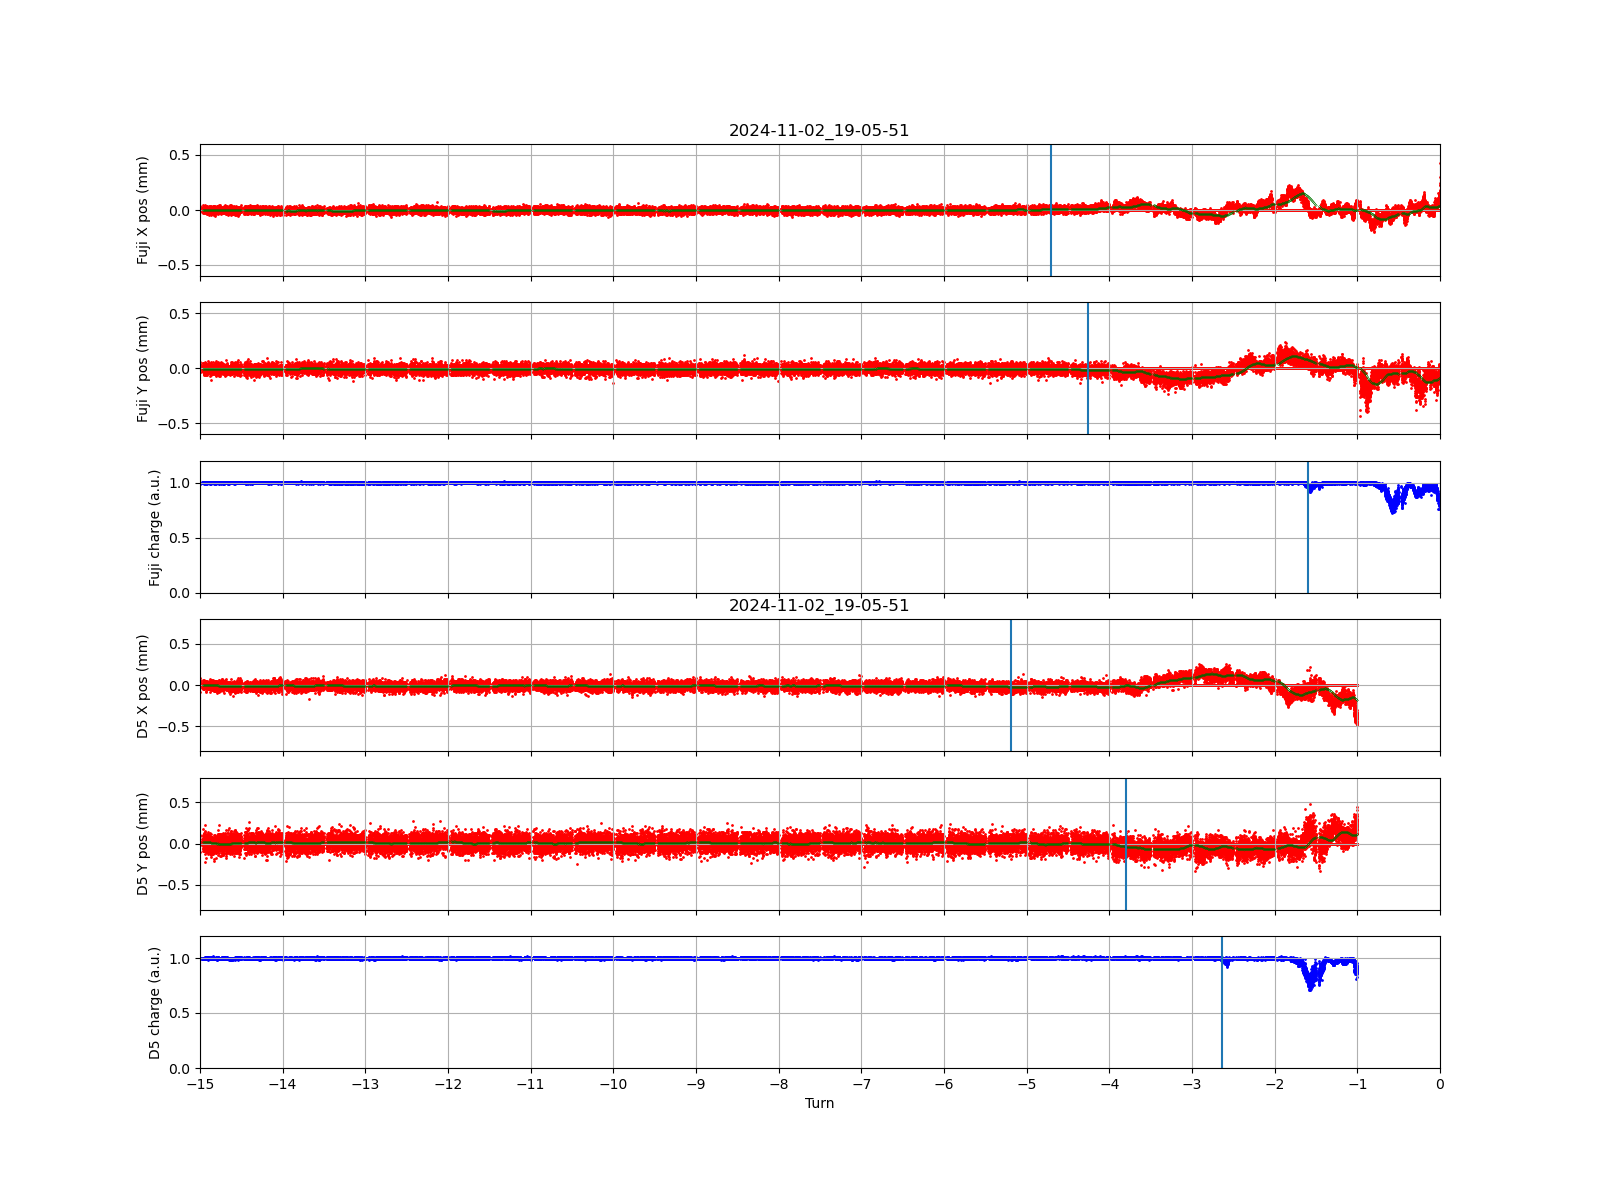 2024-11-02_19-05-51
0.5
0.0
−0.5
Fuji X pos (mm)
0.5
0.0
−0.5
Fuji Y pos (mm)
1.0
0.5
0.0
Fuji charge (a.u.)
2024-11-02_19-05-51
0.5
0.0
−0.5
D5 X pos (mm)
0.5
0.0
−0.5
D5 Y pos (mm)
1.0
0.5
0.0
D5 charge (a.u.)
−15 −14 −13 −12 −11 −10 −9 −8 −7 −6 −5 −4 −3 −2 −1 0
Turn